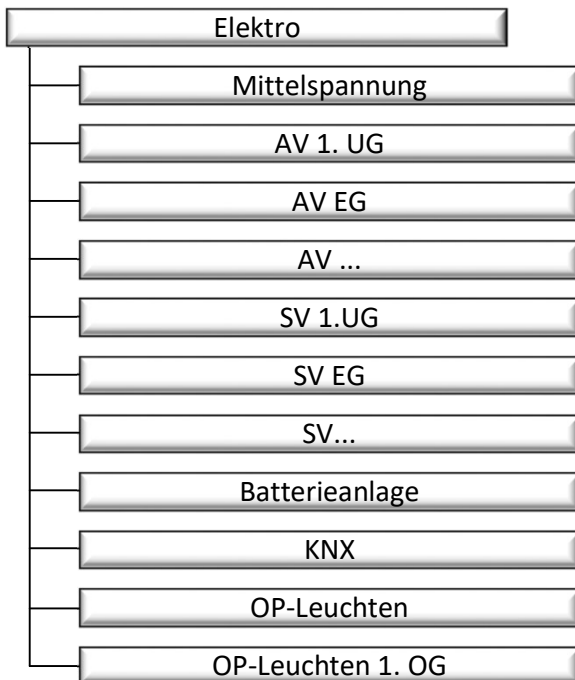 Elektro
Mittelspannung
AV 1. UG
AV EG
AV ...
SV 1.UG
SV EG
SV...
Batterieanlage
KNX
OP-Leuchten
OP-Leuchten 1. OG